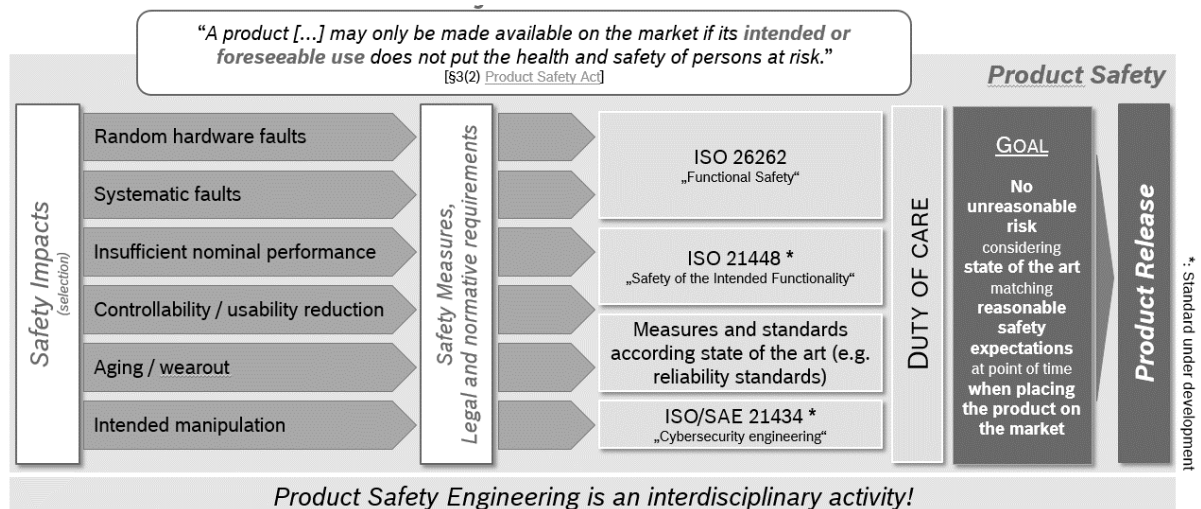 “A product [...] may only be made available on the market if its intended or
foreseeable use does not put the health and safety of persons at risk.”
[§3(2) Product Safety Act]
Product Safety
Safety Impacts
(selection)
Random hardware faults
Systematic faults
Insufficient nominal performance
Controllability / usability reduction
Aging / wearout
Intended manipulation
Safety Measures,
Legal and normative requirements
ISO 26262
„Functional Safety“
ISO 21448 *
„Safety of the Intended Functionality“
Measures and standards
according state of the art (e.g.
reliability standards)
ISO/SAE 21434 *
„Cybersecurity engineering“
DUTY OF CARE
GOAL
No
unreasonable
risk
considering
state of the art
matching
reasonable
safety
expectations
at point of time
when placing
the product on
the market
Product Release
*: Standard under development
Product Safety Engineering is an interdisciplinary activity!